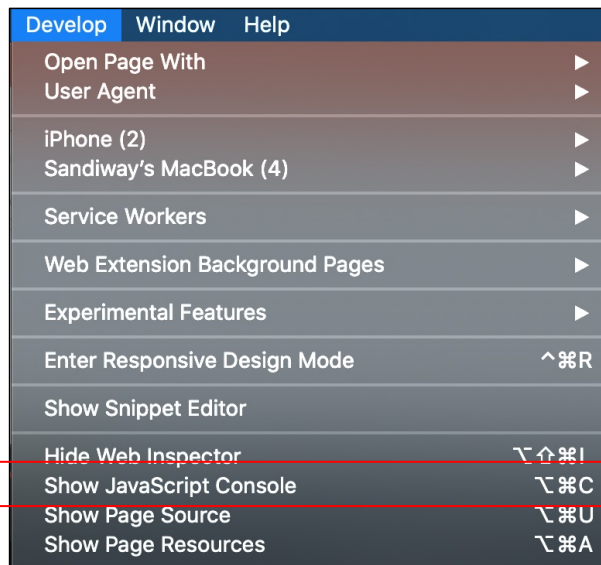 Develop Window Help
Open Page With ▶
User Agent ▶
iPhone (2) ▶
Sandiway's MacBook (4) ▶
Service Workers ▶
Web Extension Background Pages ▶
Experimental Features ▶
Enter Responsive Design Mode ^⌘R
Show Snippet Editor
Hide Web Inspector ⌥⇧⌘I
Show JavaScript Console ⌥⌘C
Show Page Source ⌥⌘U
Show Page Resources ⌥⌘A